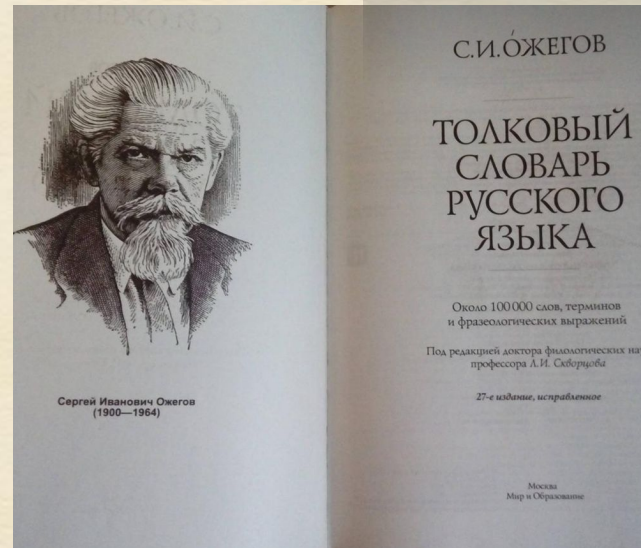 Сергей Иванович Ожегов
(1900—1964)
С.И. ОЖЕГОВ
ТОЛКОВЫЙ
СЛОВАРЬ
РУССКОГО
ЯЗЫКА
Около 100 000 слов, терминов
и фразеологических выражений
Под редакцией доктора филологических
профессора Л.И. Скворцова
27-е издание, исправленное
Москва
Мир и Образование